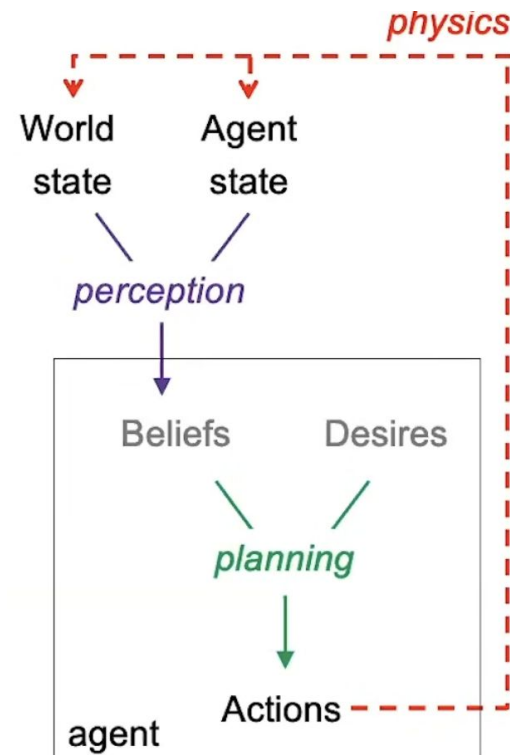 physics
World Agent
state state
perception
Beliefs Desires
planning
Actions
agent